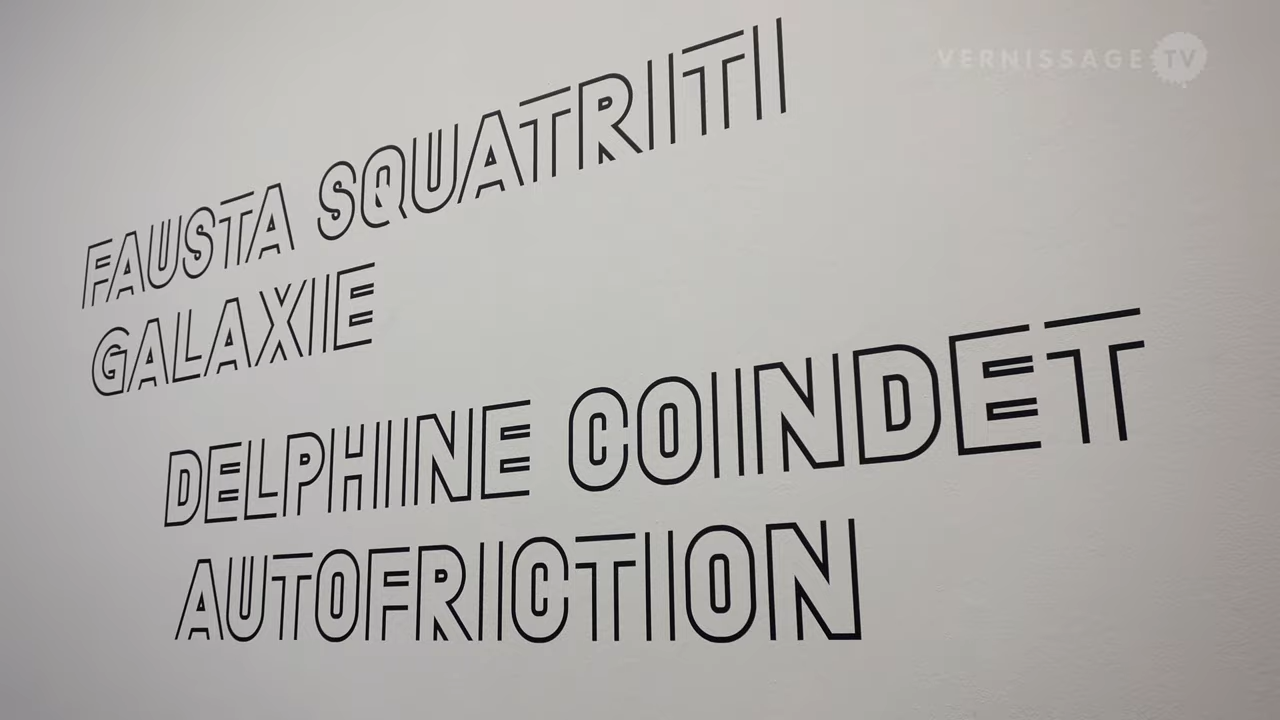 VERNISSAGE TV
FAUSTA SQUATRITI
GALAXIE
DELPHINE COINDET
AUTOFRICTION